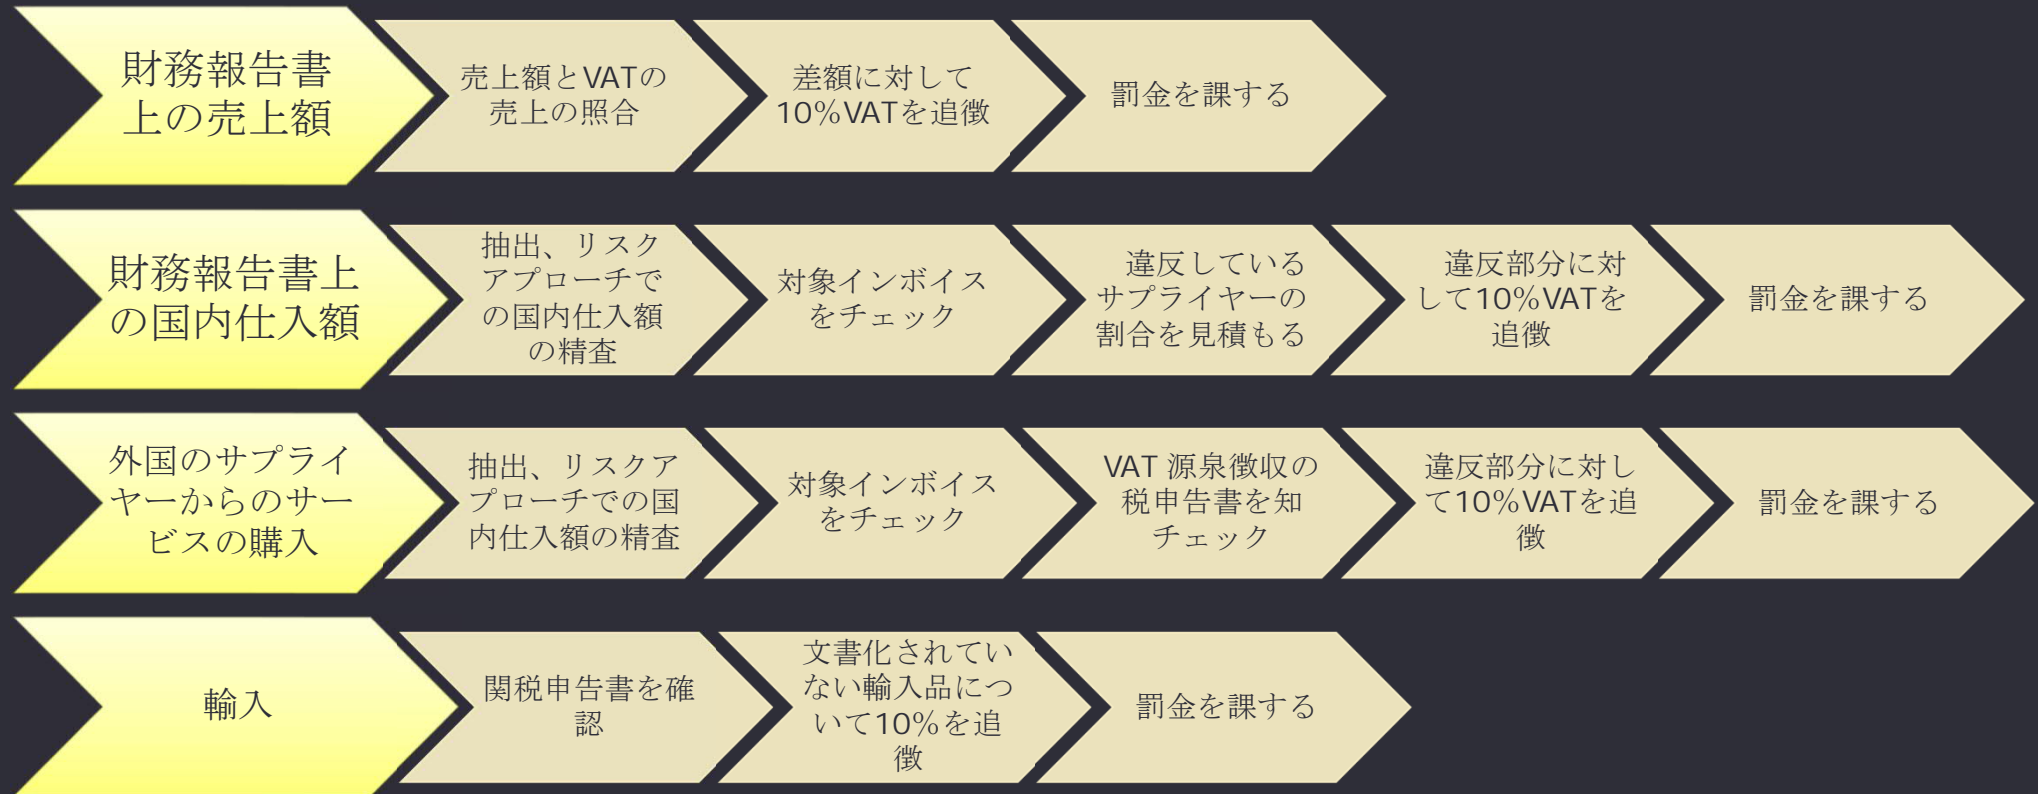 財務報告書
上の売上額
売上額とVATの
売上の照合
差額に対して
10％VATを追徴
罰金を課する
財務報告書上
の国内仕入額
抽出、リスク
アプローチで
の国内仕入額
の精査
対象インボイス
をチェック
違反している
サプライヤーの
割合を見積もる
違反部分に対
して10％VATを
追徴
罰金を課する
外国のサプライ
ヤーからのサー
ビスの購入
抽出、リスクア
プローチでの国
内仕入額の精査
対象インボイス
をチェック
VAT 源泉徴収の
税申告書を知
チェック
違反部分に対し
て10％VATを追
徴
罰金を課する
輸入
関税申告書を確
認
文書化されてい
ない輸入品につ
いて10％を追
徴
罰金を課する